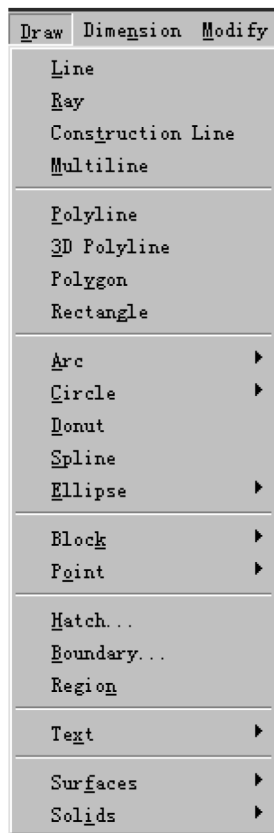 Draw Dimension Modify
Line
Ray
Construction Line
Multiline
Polyline
3D Polyline
Polygon
Rectangle
Arc
Circle
Donut
Spline
Ellipse
Block
Point
Hatch...
Boundary...
Region
Text
Surfaces
Solids